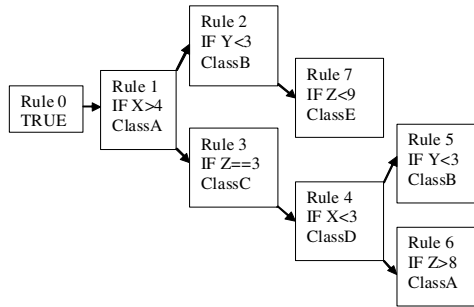 Rule 0
TRUE
Rule 1
IF X>4
ClassA
Rule 2
IF Y<3
ClassB
Rule 7
IF Z<9
ClassE
Rule 3
IF Z==3
ClassC
Rule 4
IF X<3
ClassD
Rule 5
IF Y<3
ClassB
Rule 6
IF Z>8
ClassA